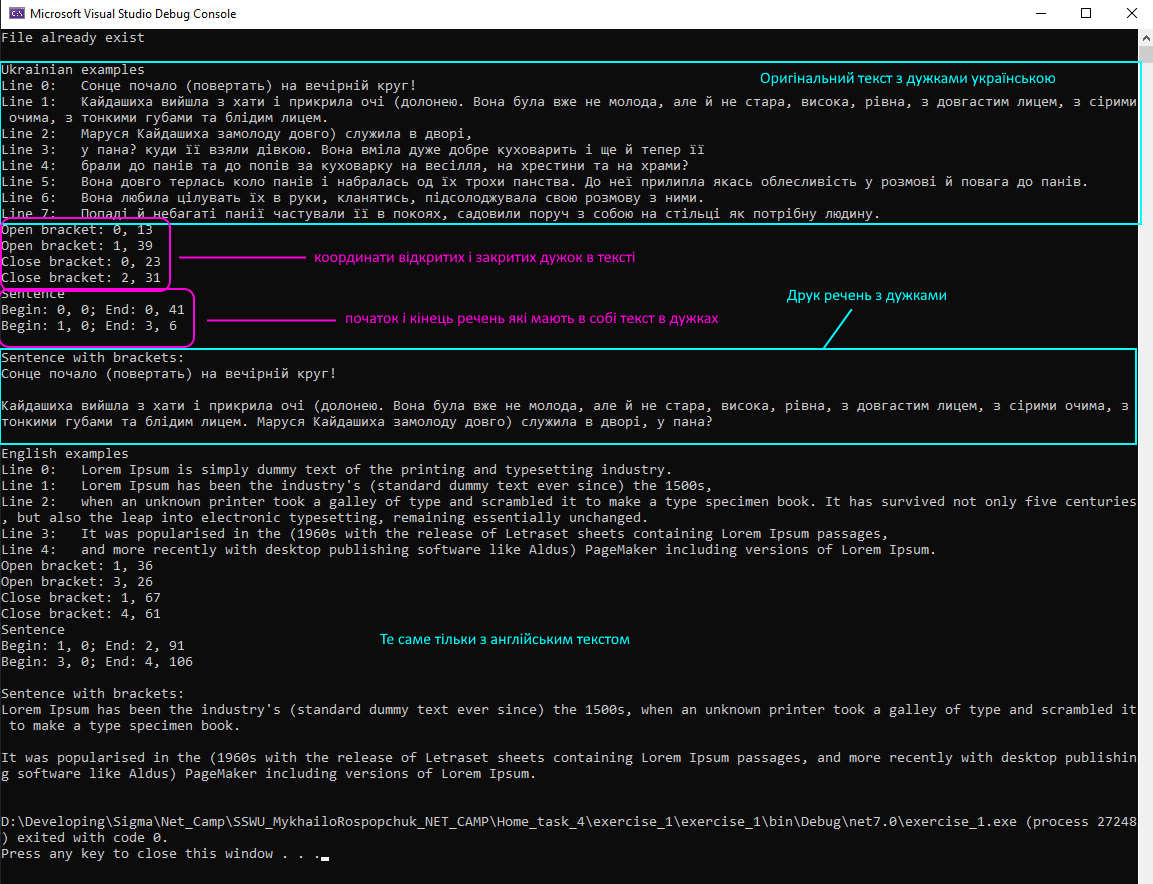 Microsoft Visual Studio Debug Console
File already exist
Ukrainian examples
Оригінальний текст з дужками українською
Line 0:   Сонце почало (повертать) на вечірній круг!
Line 1:   Кайдашиха вийшла з хати і прикрила очі (долонею. Вона була вже не молода, але й не стара, висока, рівна, з довгастим лицем, з сірими
 очима, з тонкими губами та блідим лицем.
Line 2:   Маруся Кайдашиха замолоду довго) служила в дворі,
Line 3:   у пана? куди її взяли дівкою. Вона вміла дуже добре куховарить і ще й тепер її
Line 4:   брали до панів та до попів за куховарку на весілля, на хрестини та на храми?
Line 5:   Вона довго терлась коло панів і набралась од їх трохи панства. До неї прилипла якась облесливість у розмові й повага до панів.
Line 6:   Вона любила цілувать їх в руки, кланятись, підсолоджувала свою розмову з ними.
Line 7:   Попаді й небагаті панії частували її в покоях, садовили поруч з собою на стільці як потрібну людину.
Open bracket: 0, 13
Open bracket: 1, 39
Close bracket: 0, 23
координати відкритих і закритих дужок в тексті
Close bracket: 2, 31
Sentence
Друк речень з дужками
Begin: 0, 0; End: 0, 41
Begin: 1, 0; End: 3, 6
початок і кінець речень які мають в собі текст в дужках
Sentence with brackets:
Сонце почало (повертать) на вечірній круг!
Кайдашиха вийшла з хати і прикрила очі (долонею. Вона була вже не молода, але й не стара, висока, рівна, з довгастим лицем, з сірими очима, з
тонкими губами та блідим лицем. Маруся Кайдашиха замолоду довго) служила в дворі, у пана?
English examples
Line 0:   Lorem Ipsum is simply dummy text of the printing and typesetting industry.
Line 1:   Lorem Ipsum has been the industry's (standard dummy text ever since) the 1500s,
Line 2:   when an unknown printer took a galley of type and scrambled it to make a type specimen book. It has survived not only five centuries
, but also the leap into electronic typesetting, remaining essentially unchanged.
Line 3:   It was popularised in the (1960s with the release of Letraset sheets containing Lorem Ipsum passages,
Line 4:   and more recently with desktop publishing software like Aldus) PageMaker including versions of Lorem Ipsum.
Open bracket: 1, 36
Open bracket: 3, 26
Close bracket: 1, 67
Close bracket: 4, 61
Sentence
Те саме тільки з англійським текстом
Begin: 1, 0; End: 2, 91
Begin: 3, 0; End: 4, 106
Sentence with brackets:
Lorem Ipsum has been the industry's (standard dummy text ever since) the 1500s, when an unknown printer took a galley of type and scrambled it
 to make a type specimen book.
It was popularised in the (1960s with the release of Letraset sheets containing Lorem Ipsum passages, and more recently with desktop publishin
g software like Aldus) PageMaker including versions of Lorem Ipsum.
D:\Developing\Sigma\Net_Camp\SSWU_MykhailoRospopchuk_NET_CAMP\Home_task_4\exercise_1\exercise_1\bin\Debug\net7.0\exercise_1.exe (process 27248
) exited with code 0.
Press any key to close this window . . .